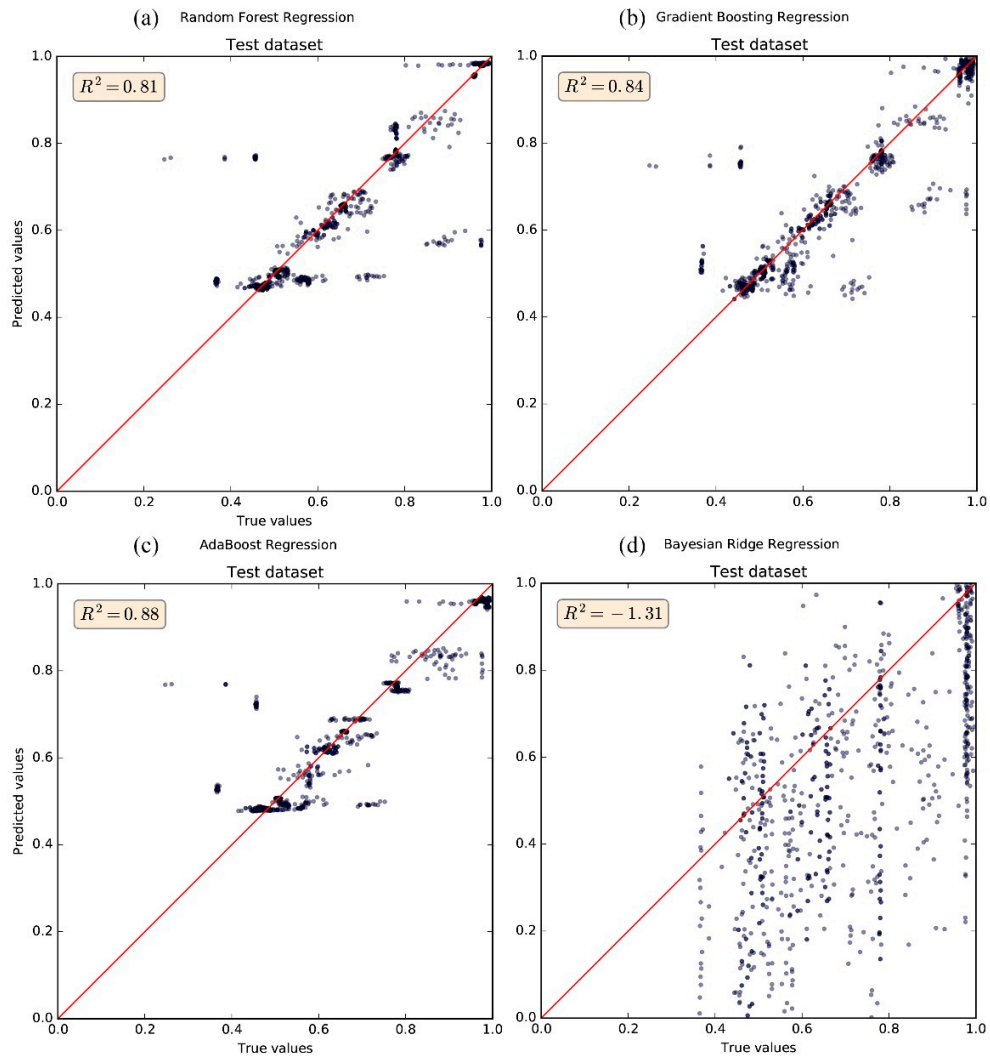 (a) Random Forest Regression
Test dataset
R² = 0.81
1.0
0.8
0.6
0.4
0.2
0.0
Predicted values
0.0 0.2 0.4 0.6 0.8 1.0
True values
(b) Gradient Boosting Regression
Test dataset
R² = 0.84
1.0
0.8
0.6
0.4
0.2
0.0
0.0 0.2 0.4 0.6 0.8 1.0
(c) AdaBoost Regression
Test dataset
R² = 0.88
1.0
0.8
0.6
0.4
0.2
0.0
Predicted values
0.0 0.2 0.4 0.6 0.8 1.0
True values
(d) Bayesian Ridge Regression
Test dataset
R² = −1.31
1.0
0.8
0.6
0.4
0.2
0.0
0.0 0.2 0.4 0.6 0.8 1.0
True values